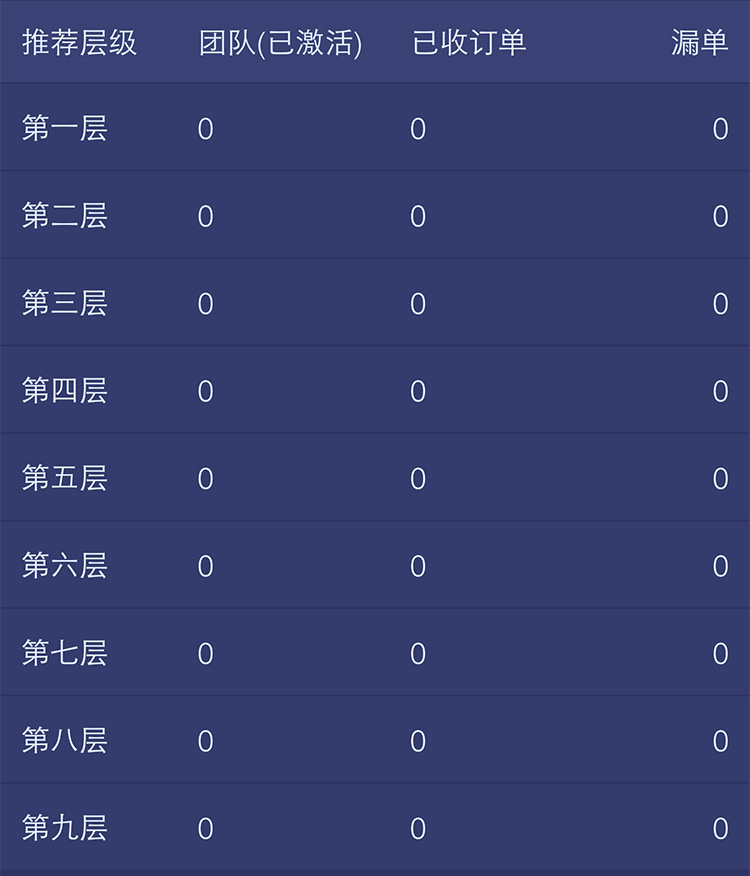 推荐层级 团队(已激活) 已收订单 漏单
第一层 0 0 0
第二层 0 0 0
第三层 0 0 0
第四层 0 0 0
第五层 0 0 0
第六层 0 0 0
第七层 0 0 0
第八层 0 0 0
第九层 0 0 0